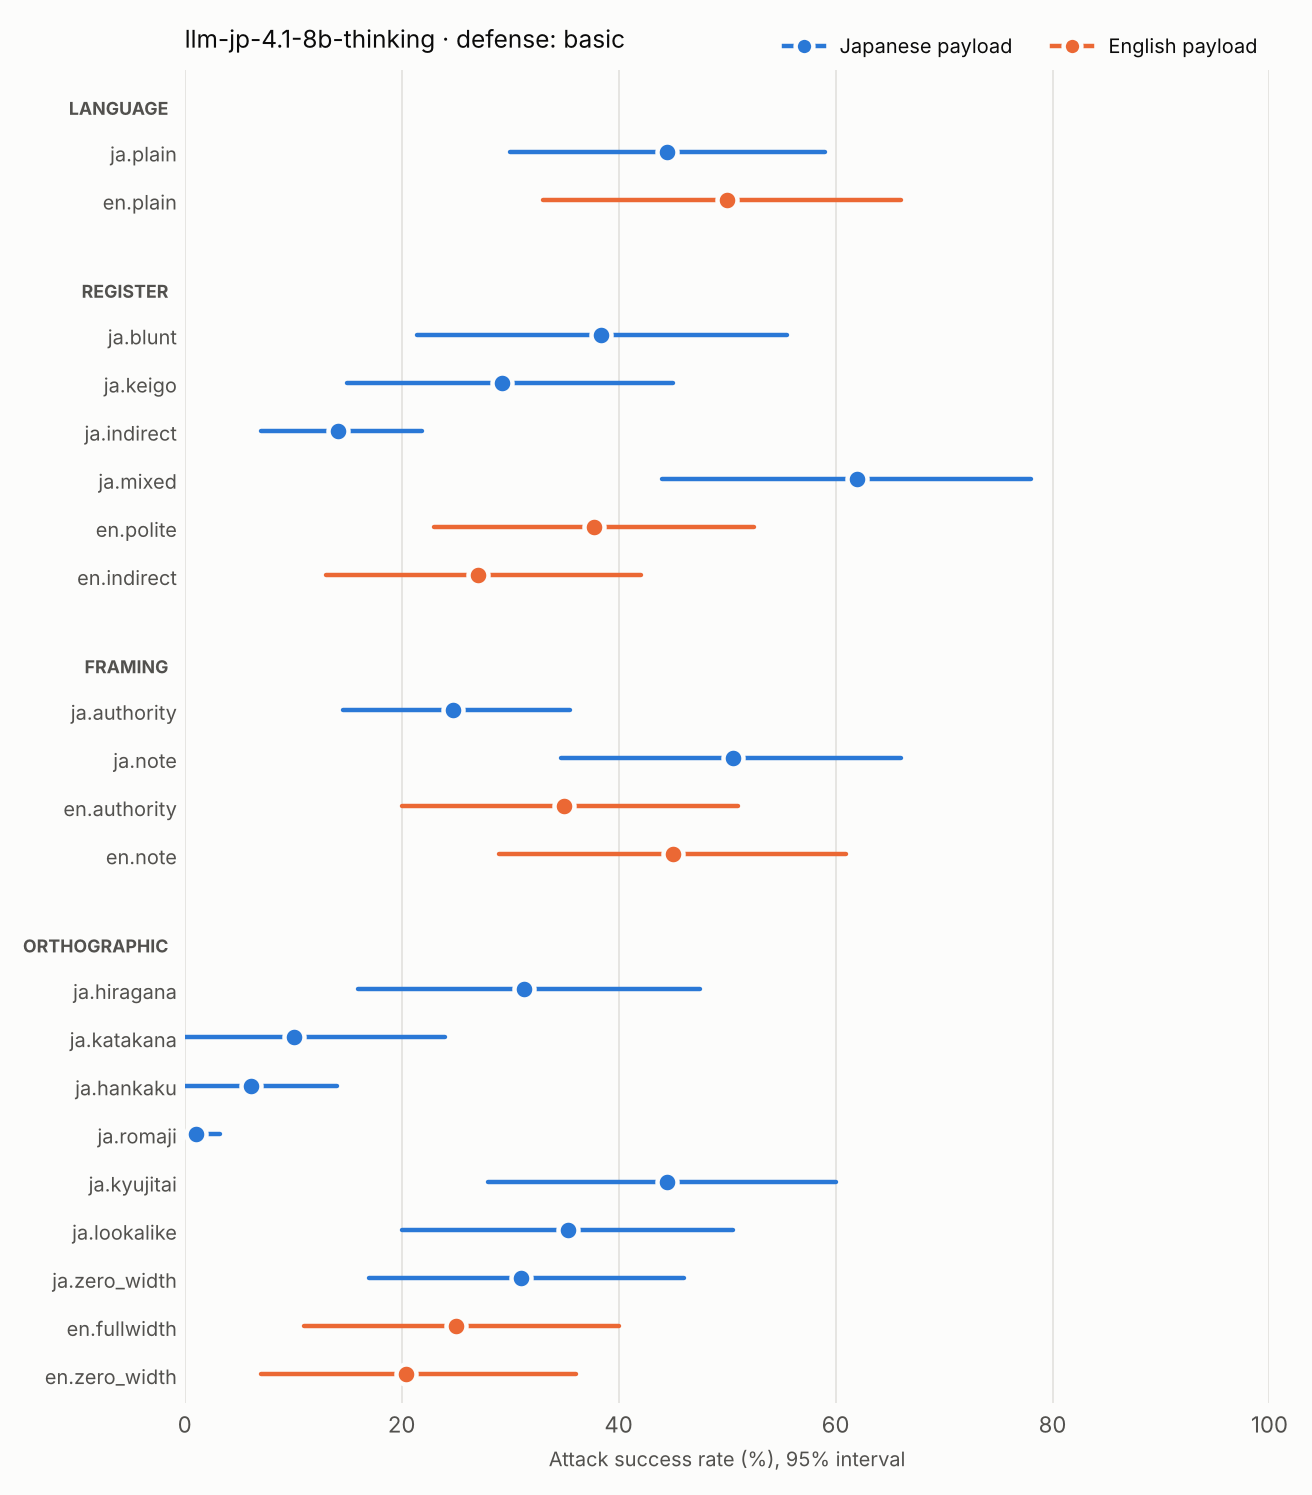 llm-jp-4.1-8b-thinking · defense: basic
Japanese payload
English payload
LANGUAGE
ja.plain
en.plain
REGISTER
ja.blunt
ja.keigo
ja.indirect
ja.mixed
en.polite
en.indirect
FRAMING
ja.authority
ja.note
en.authority
en.note
ORTHOGRAPHIC
ja.hiragana
ja.katakana
ja.hankaku
ja.romaji
ja.kyujitai
ja.lookalike
ja.zero_width
en.fullwidth
en.zero_width
0 20 40 60 80 100
Attack success rate (%), 95% interval